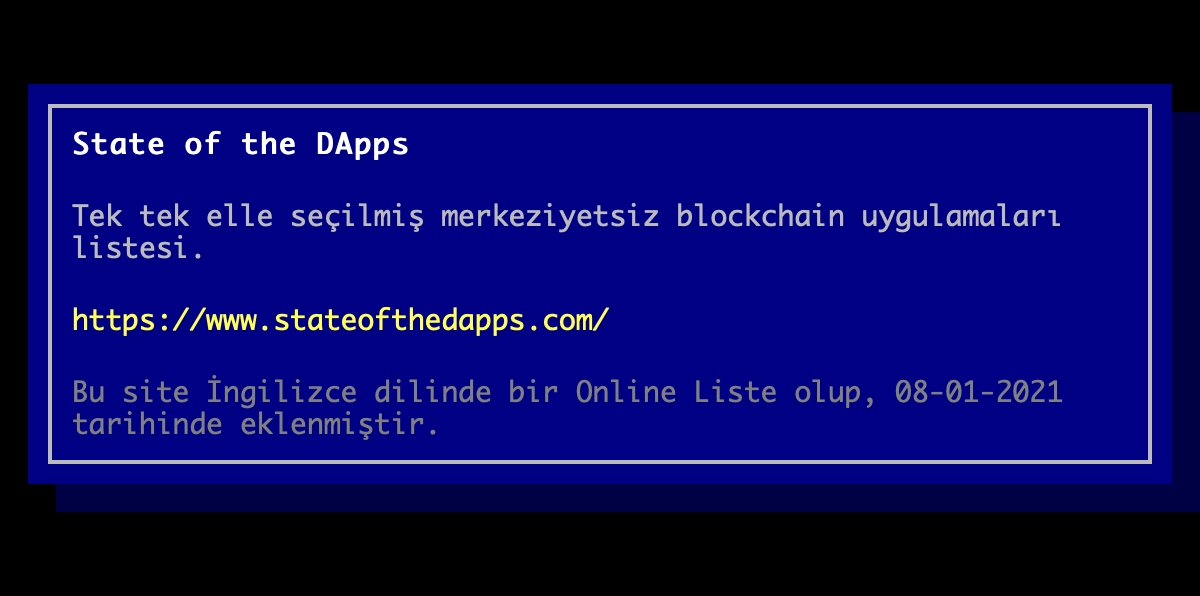 State of the DApps
Tek tek elle seçilmiş merkeziyetsiz blockchain uygulamaları
listesi.
https://www.stateofthedapps.com/
Bu site İngilizce dilinde bir Online Liste olup, 08-01-2021
tarihinde eklenmiştir.